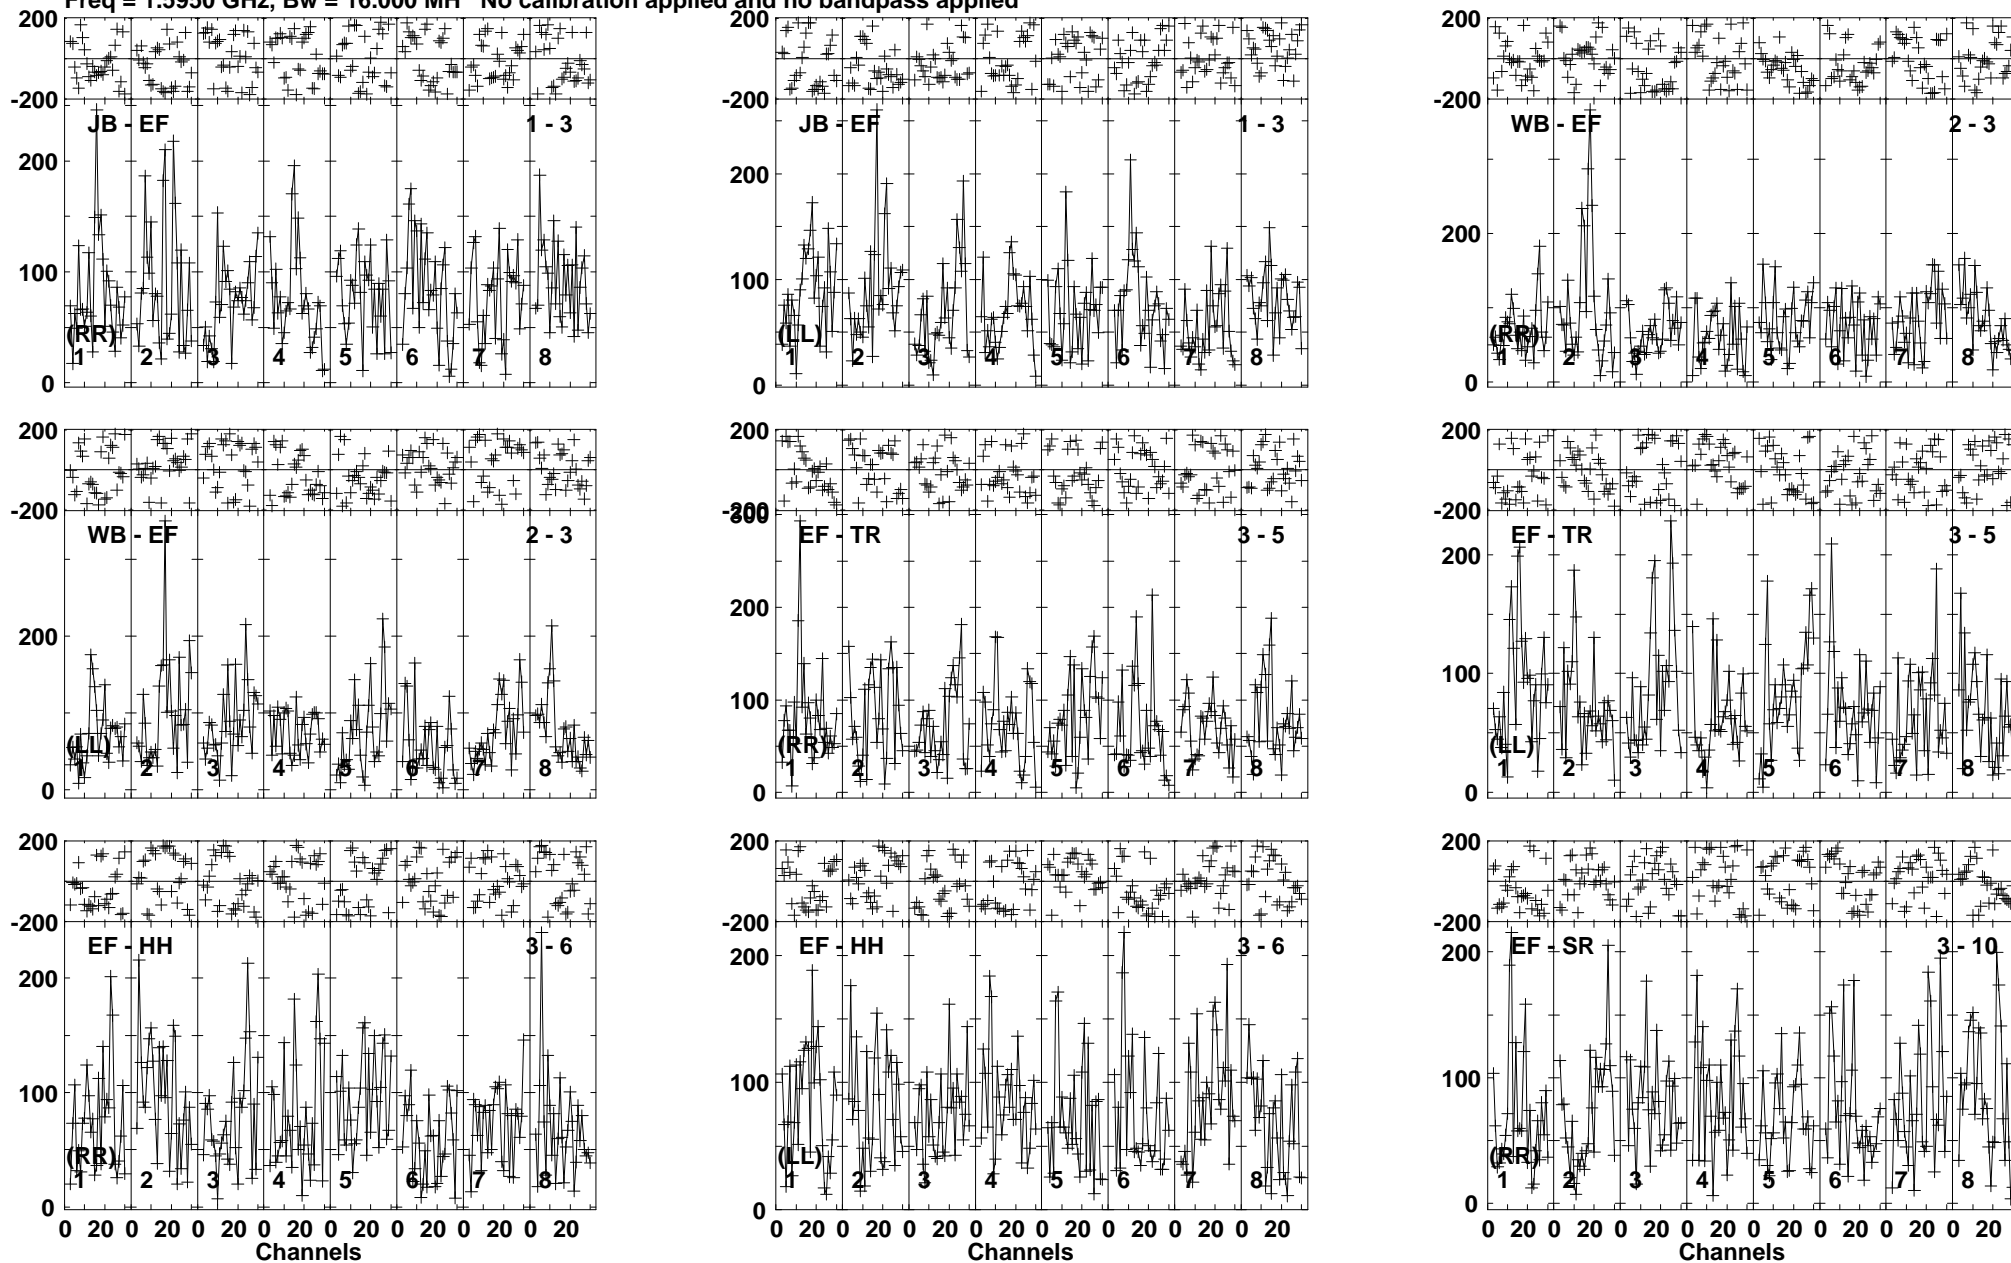 Freq = 1.5950 GHz, Bw = 16.000 MH No calibration applied and no bandpass applied
200 200 200
-200 -200 -200
JB - EF 1 - 3 JB - EF 1 - 3 WB - EF 2 - 3
200 200 200
100 100
(RR) (LL) (RR)
1 2 3 4 5 6 7 8 1 2 3 4 5 6 7 8 1 2 3 4 5 6 7 8
0 0 0
200 200 200
-200 -200 -200
300
WB - EF 2 - 3 EF - TR 3 - 5 EF - TR 3 - 5
200 200 200
100 100
(LL) (RR) (LL)
1 2 3 4 5 6 7 8 1 2 3 4 5 6 7 8 1 2 3 4 5 6 7 8
0 0 0
200 200 200
-200 -200 -200
EF - HH 3 - 6 EF - HH 3 - 6 EF - SR 3 - 10
200 200 200
100 100 100
(RR) (LL) (RR)
1 2 3 4 5 6 7 8 1 2 3 4 5 6 7 8 1 2 3 4 5 6 7 8
0 0 0
0 20 0 20 0 20 0 20 0 20 0 20 0 20 0 20 0 20 0 20 0 20 0 20 0 20 0 20 0 20 0 20 0 20 0 20 0 20 0 20 0 20 0 20 0 20 0 20
Channels Channels Channels